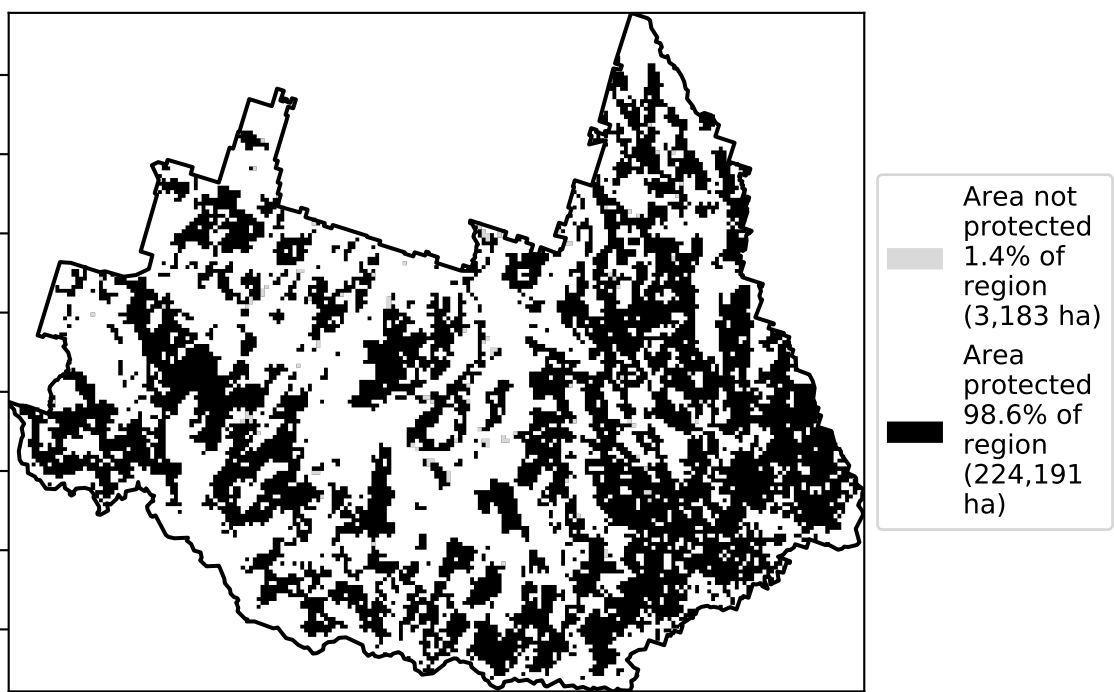 Area not
protected
1.4% of
region
(3,183 ha)
Area
protected
98.6% of
region
(224,191
ha)